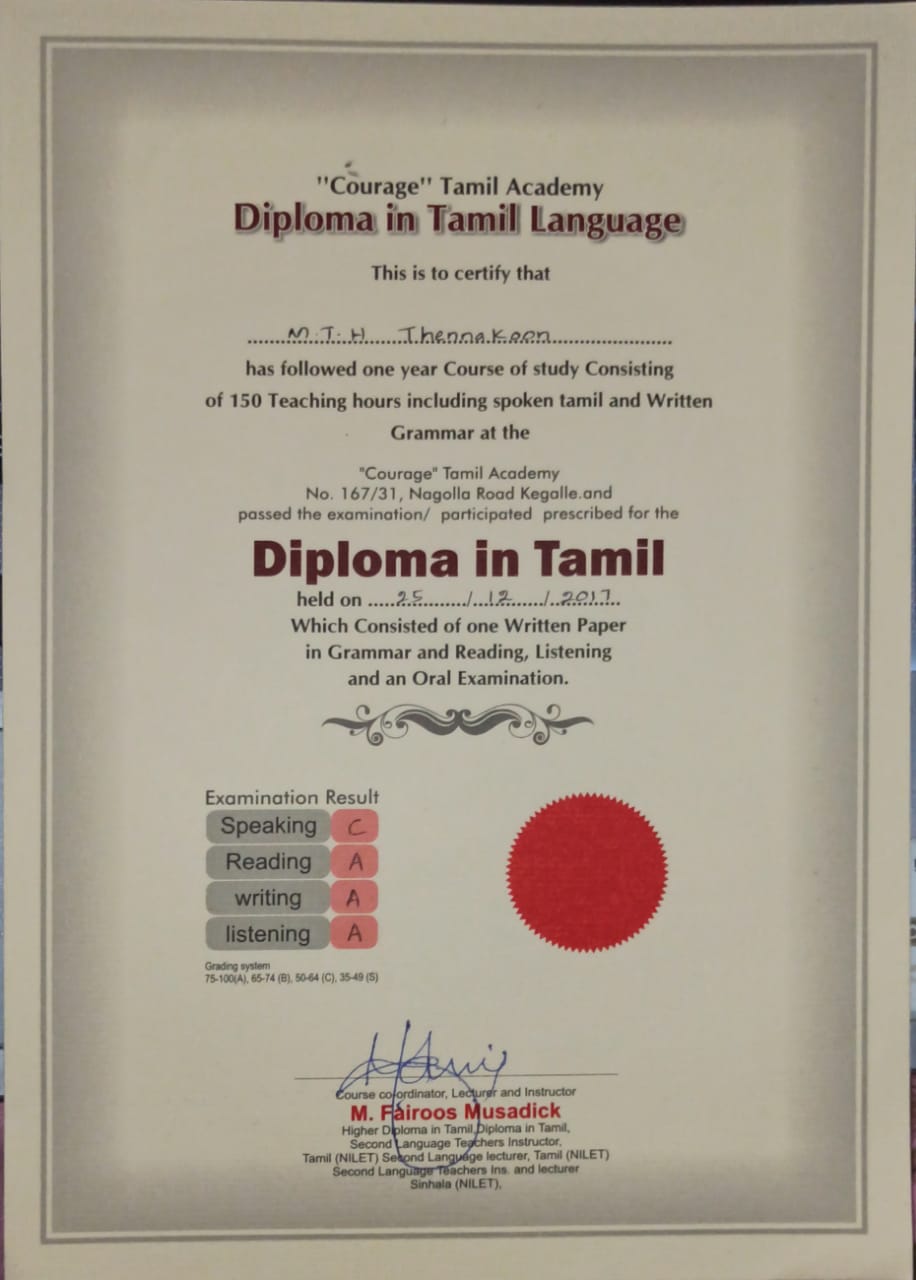 "Courage" Tamil Academy
Diploma in Tamil Language
This is to certify that
M.T.H Thennakoon
has followed one year Course of study Consisting
of 150 Teaching hours including spoken tamil and Written
Grammar at the
"Courage" Tamil Academy
No. 167/31, Nagolla Road Kegalle.and
passed the examination/ participated prescribed for the
Diploma in Tamil
held on 25 / 12 / 2017
Which Consisted of one Written Paper
in Grammar and Reading, Listening
and an Oral Examination.
Examination Result
Speaking C
Reading A
writing A
listening A
Grading system
75-100(A), 65-74 (B), 50-64 (C), 35-49 (S)
Course co-ordinator, Lecturer and Instructor
M. Fairoos Musadick
Higher Diploma in Tamil,Diploma in Tamil,
Second Language Teachers Instructor,
Tamil (NILET) Second Language lecturer, Tamil (NILET)
Second Language Teachers Ins. and lecturer
Sinhala (NILET),